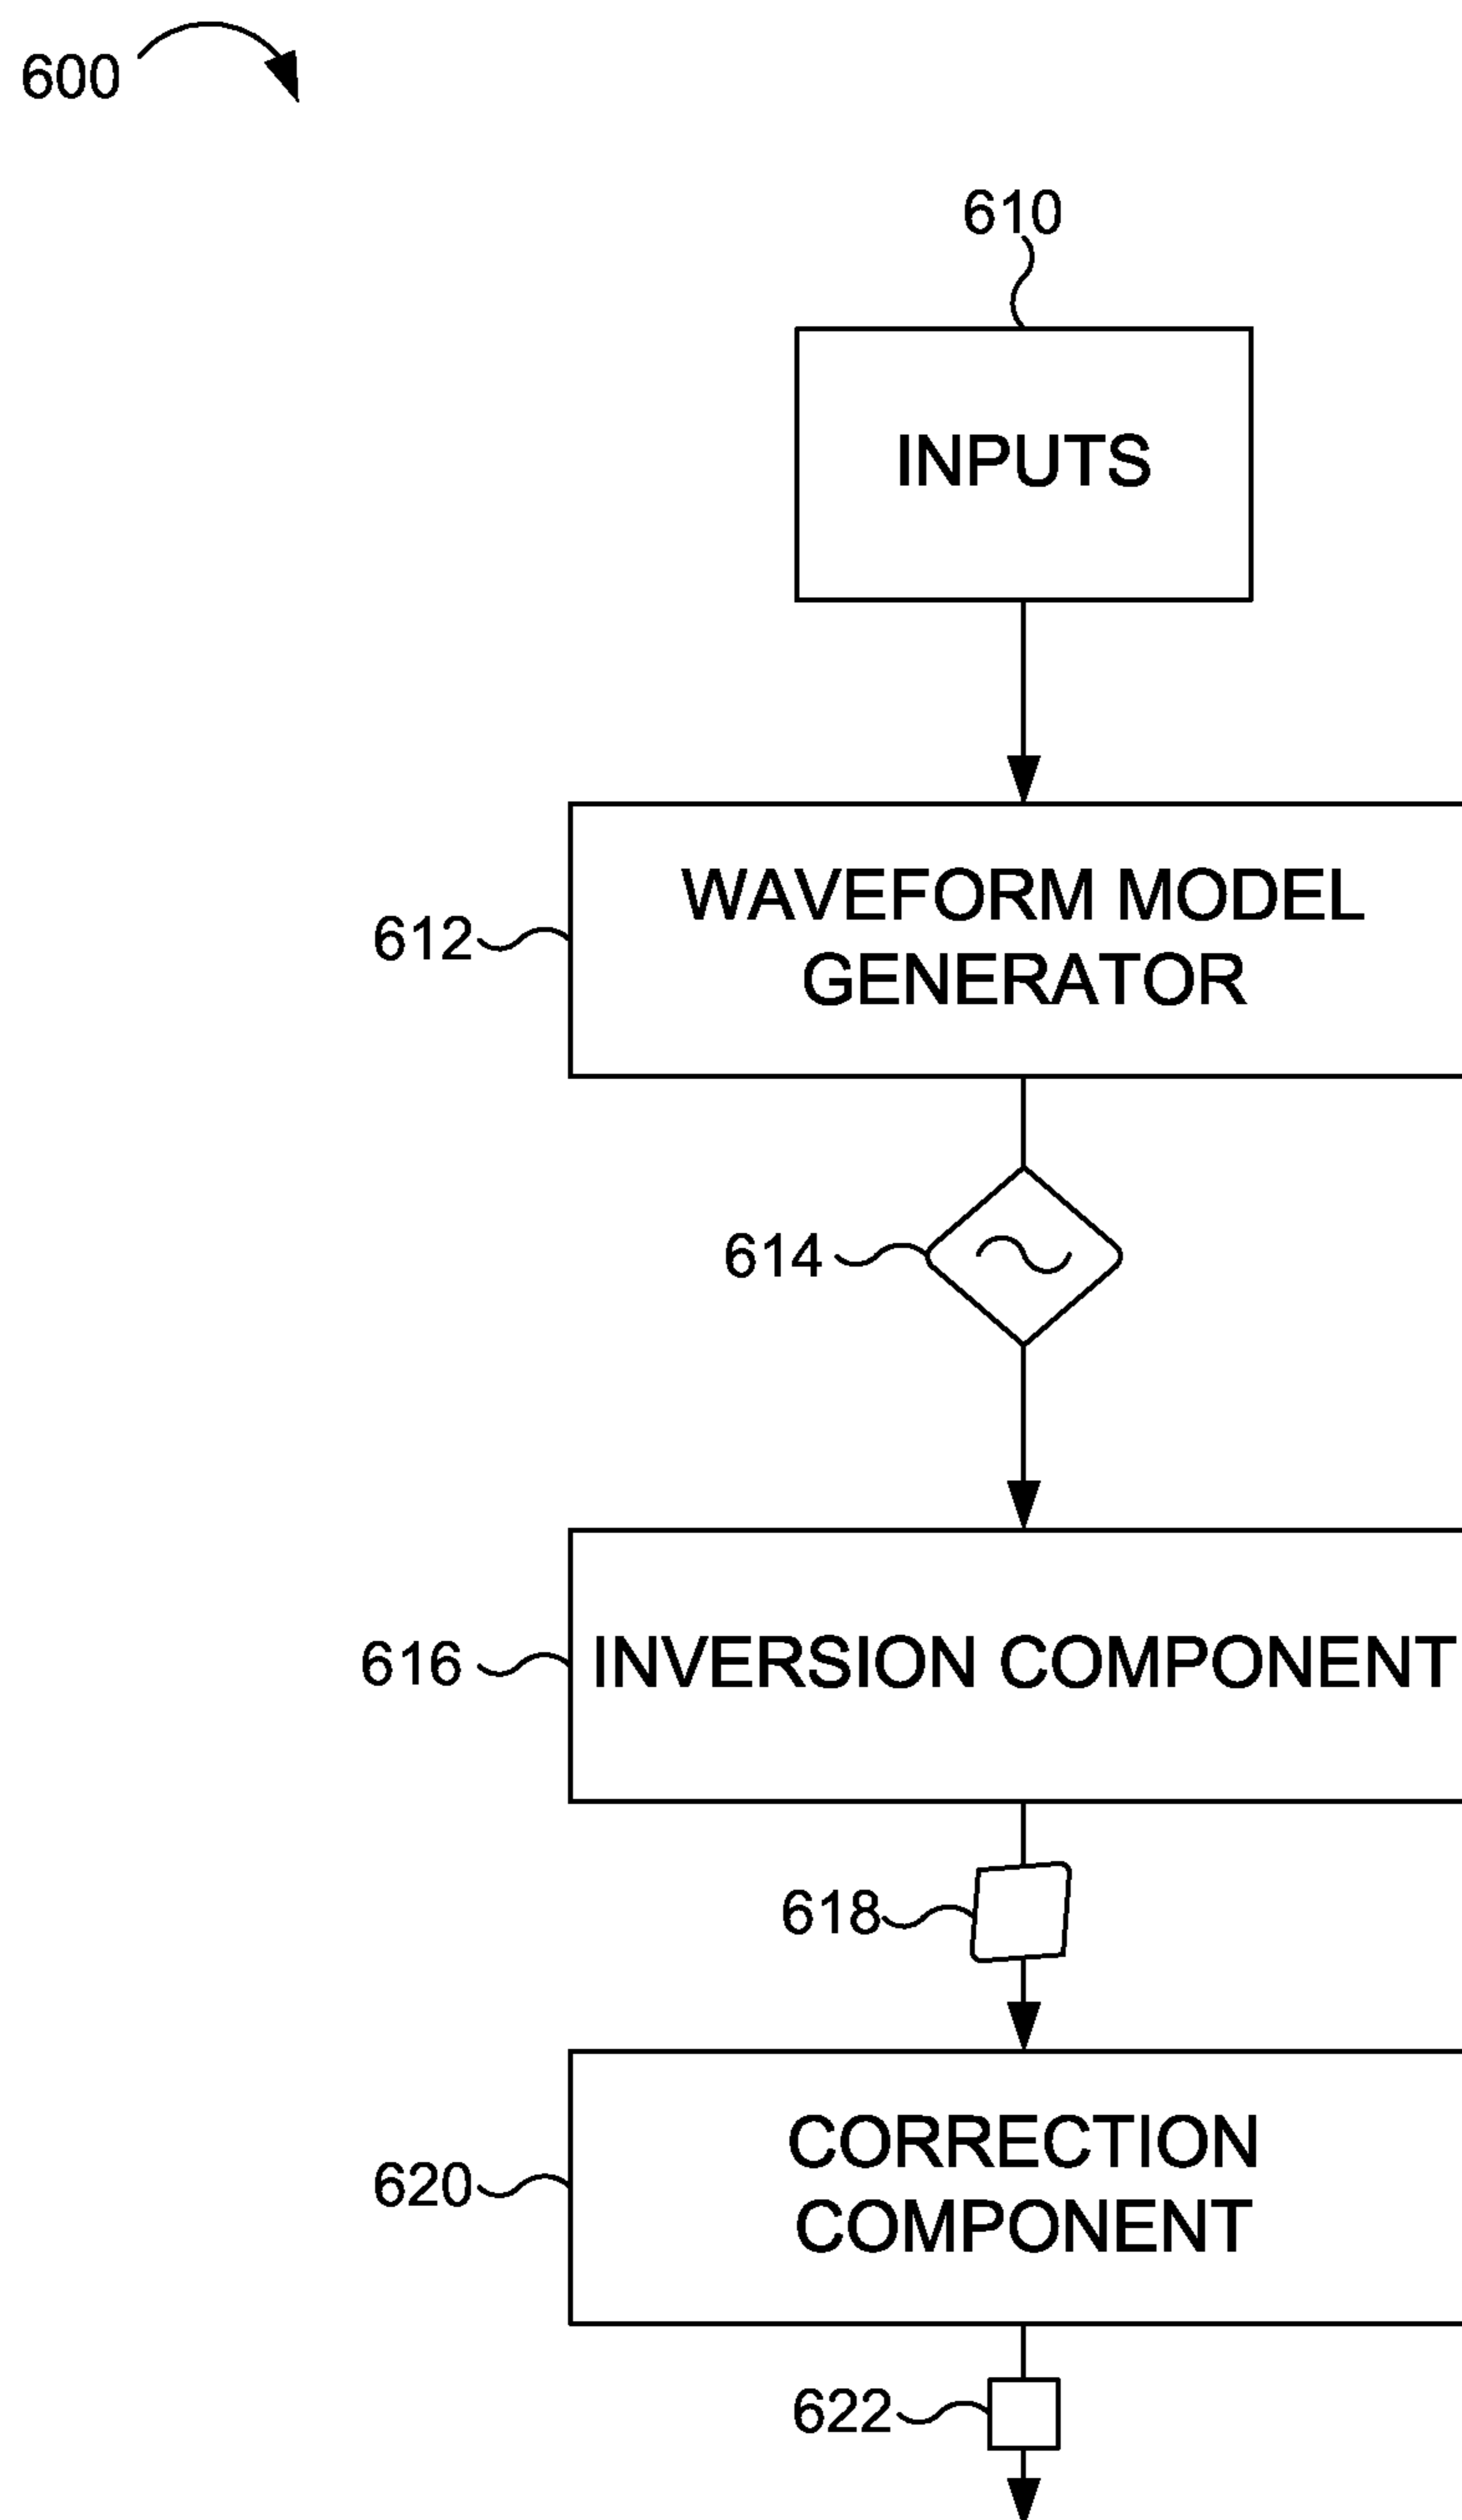 600
610
INPUTS
612
WAVEFORM MODEL
GENERATOR
614
616
INVERSION COMPONENT
618
620
CORRECTION
COMPONENT
622